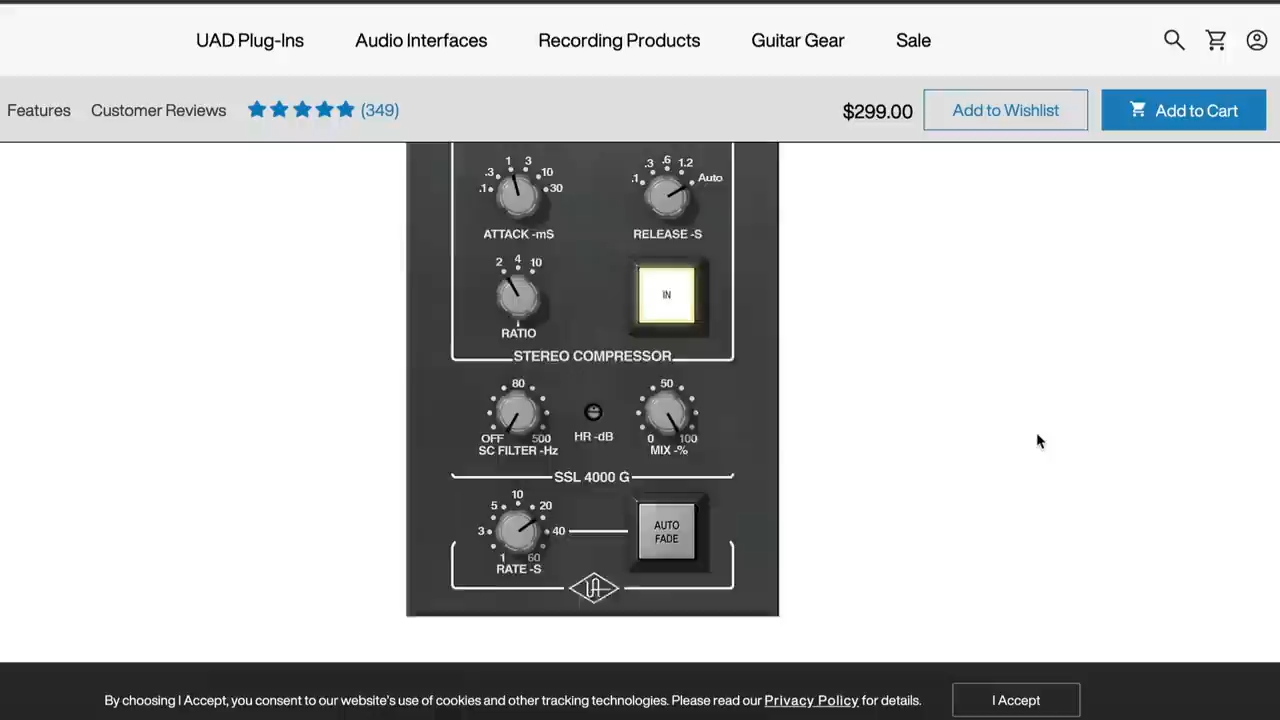 UAD Plug-Ins Audio Interfaces Recording Products Guitar Gear Sale
Features Customer Reviews (349) $299.00 Add to Wishlist Add to Cart
.1 .3 1 3 10 30
ATTACK -mS
.1 .3 .6 1.2 Auto
RELEASE -S
2 4 10
RATIO
IN
STEREO COMPRESSOR
80
OFF 500
SC FILTER -Hz
HR -dB
50
0 100
MIX -%
SSL 4000 G
10
5 20
3 40
1 60
RATE -S
AUTO
FADE
UA
By choosing I Accept, you consent to our website's use of cookies and other tracking technologies. Please read our Privacy Policy for details. I Accept